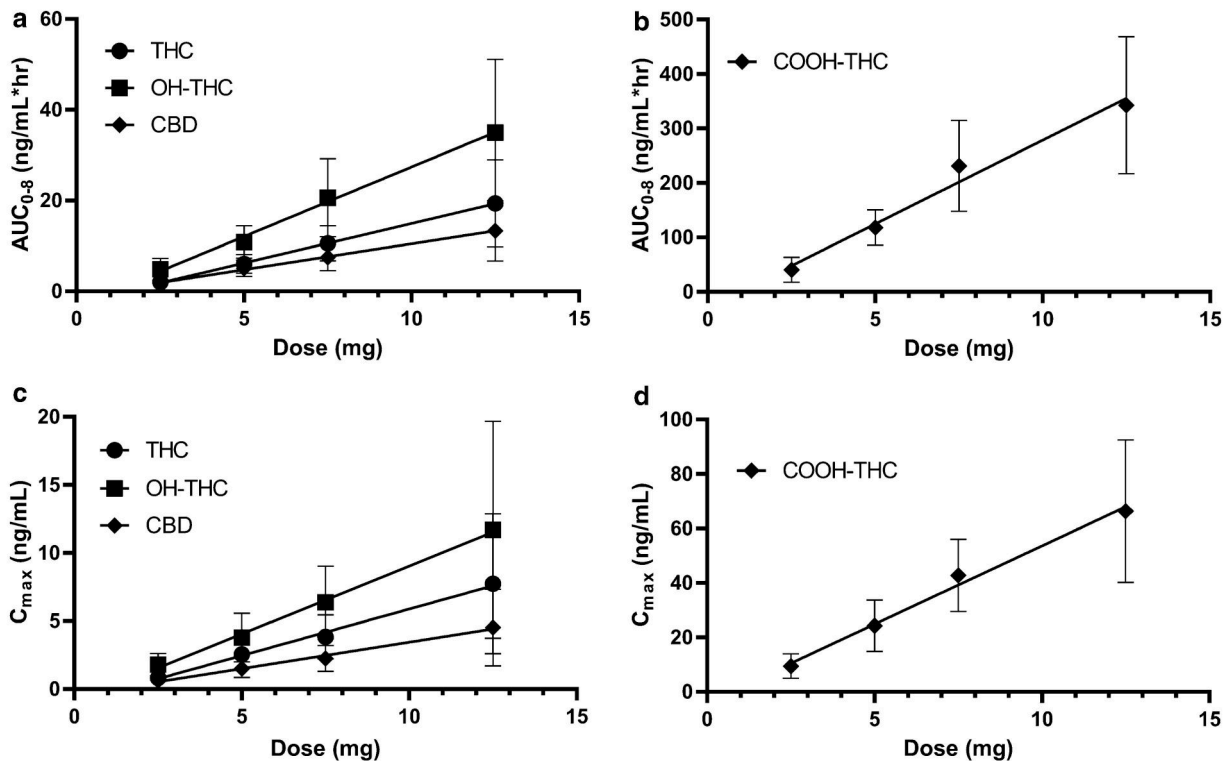 a
60
40
20
0
AUC0-8 (ng/mL*hr)
THC
OH-THC
CBD
0 5 10 15
Dose (mg)
b
500
400
300
200
100
0
AUC0-8 (ng/mL*hr)
COOH-THC
0 5 10 15
Dose (mg)
c
20
15
10
5
0
Cmax (ng/mL)
THC
OH-THC
CBD
0 5 10 15
Dose (mg)
d
100
80
60
40
20
0
Cmax (ng/mL)
COOH-THC
0 5 10 15
Dose (mg)